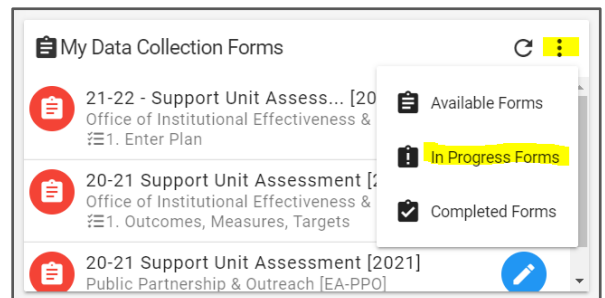 My Data Collection Forms
21-22 - Support Unit Assess... [20
Office of Institutional Effectiveness &
1. Enter Plan
20-21 Support Unit Assessment [2
Office of Institutional Effectiveness &
1. Outcomes, Measures, Targets
20-21 Support Unit Assessment [2021]
Public Partnership & Outreach [EA-PPO]
Available Forms
In Progress Forms
Completed Forms